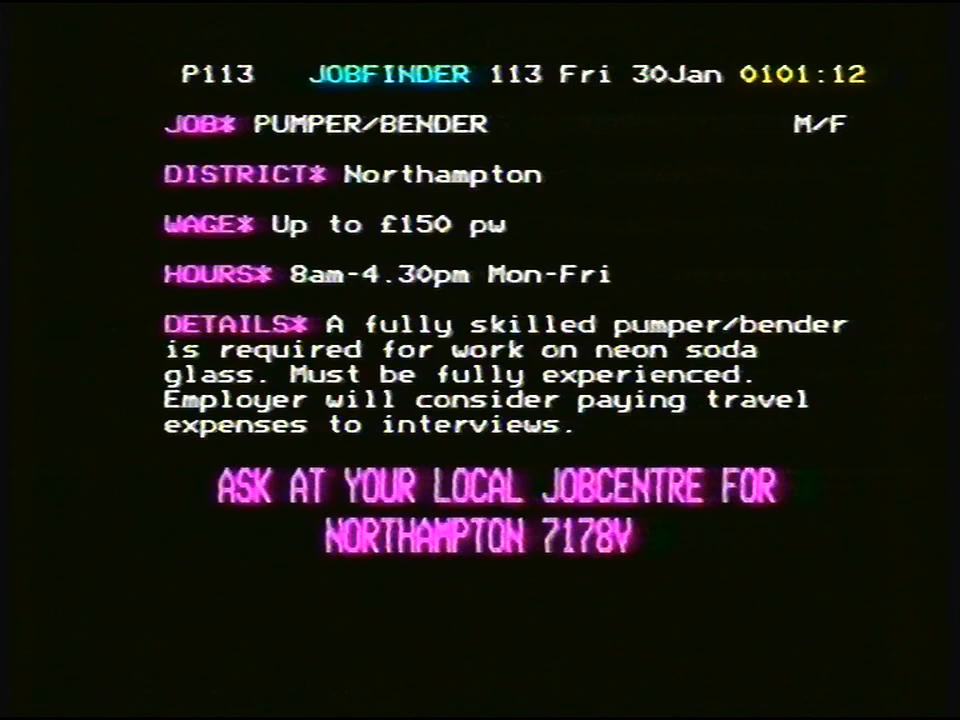 P113 JOBFINDER 113 Fri 30Jan 0101:12
JOB* PUMPER/BENDER M/F
DISTRICT* Northampton
WAGE* Up to £150 pw
HOURS* 8am-4.30pm Mon-Fri
DETAILS* A fully skilled pumper/bender
is required for work on neon soda
glass. Must be fully experienced.
Employer will consider paying travel
expenses to interviews.
ASK AT YOUR LOCAL JOBCENTRE FOR
NORTHAMPTON 7178V